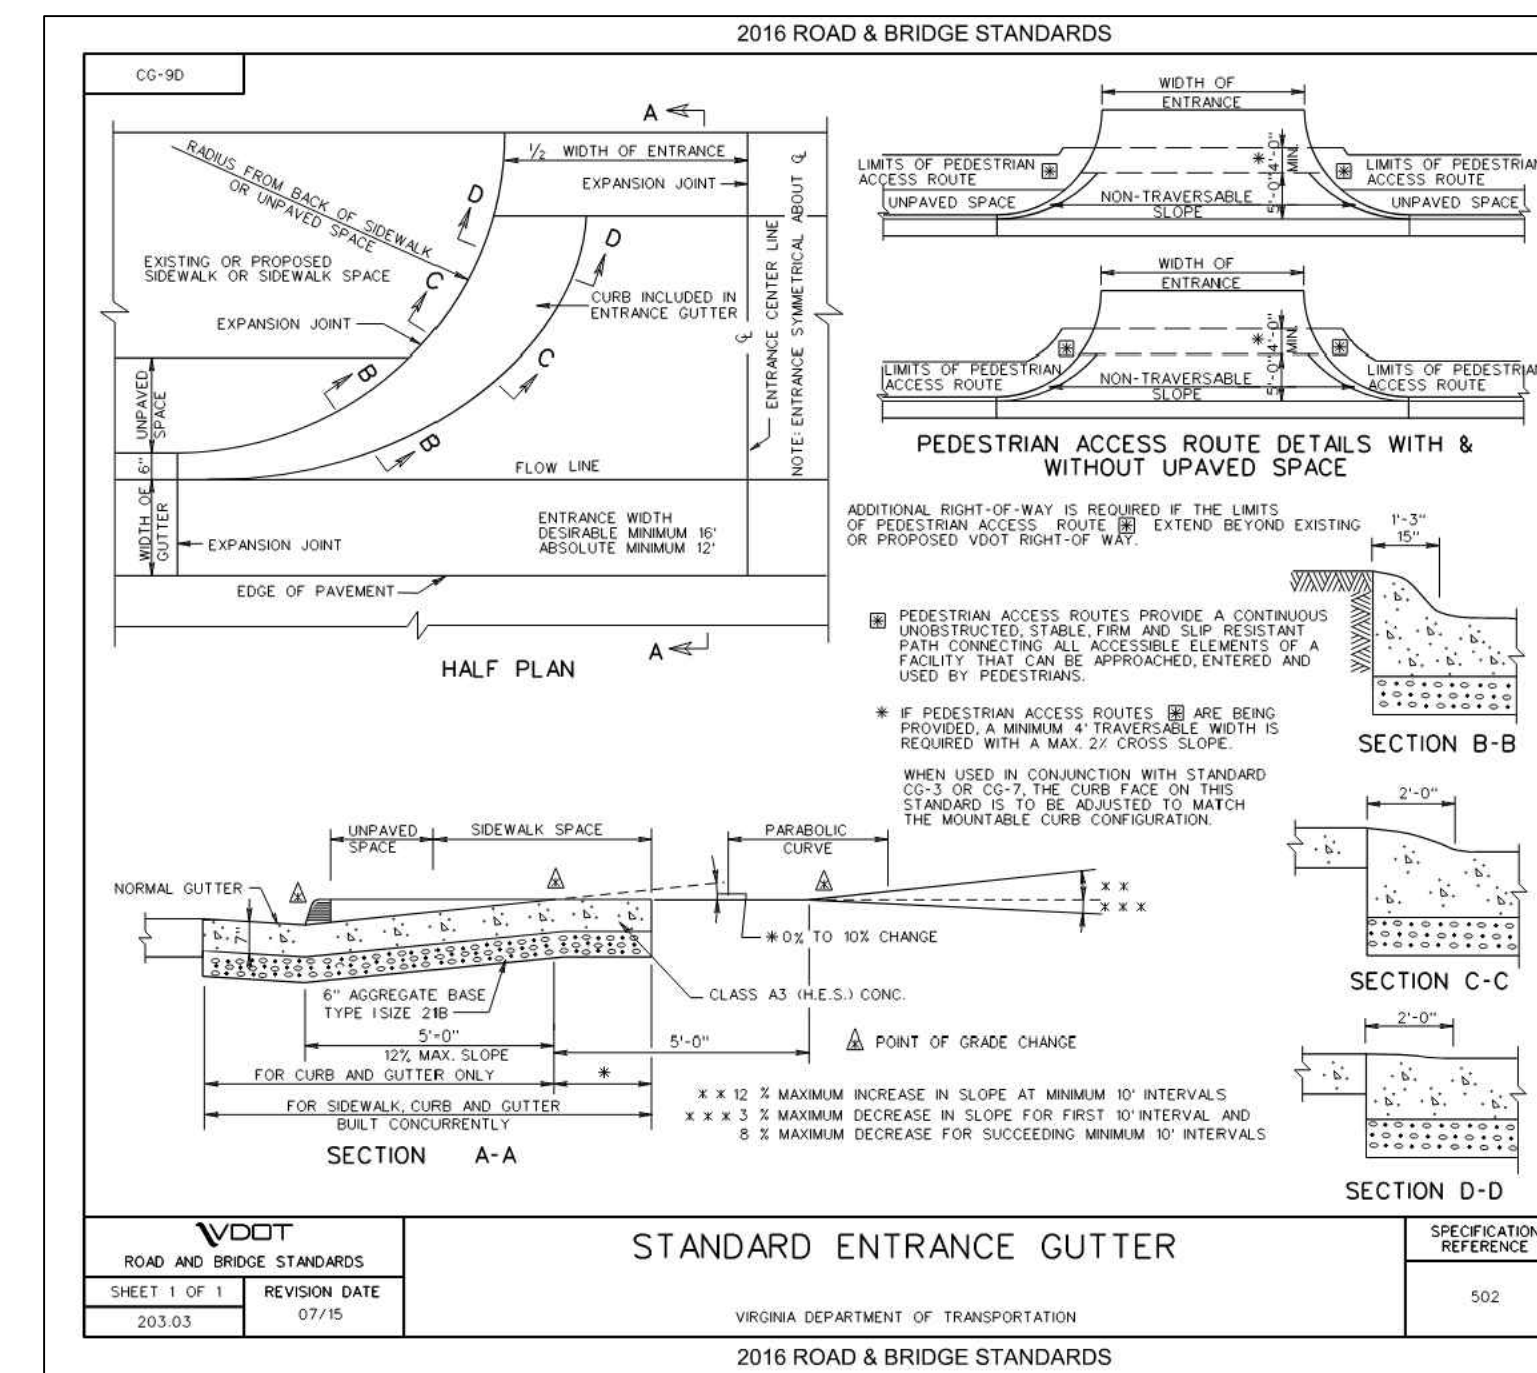 2016 ROAD & BRIDGE STANDARDS
CG-9D
A
RADIUS FROM BACK OF SIDEWALK
OR UNPAVED SPACE
½ WIDTH OF ENTRANCE
EXPANSION JOINT
D
D
EXISTING OR PROPOSED
SIDEWALK OR SIDEWALK SPACE
C
CURB INCLUDED IN
ENTRANCE GUTTER
EXPANSION JOINT
C
B
B
UNPAVED
SPACE
6"
WIDTH OF
GUTTER
FLOW LINE
EXPANSION JOINT
ENTRANCE WIDTH
DESIRABLE MINIMUM 16'
ABSOLUTE MINIMUM 12'
EDGE OF PAVEMENT
℄ ENTRANCE CENTER LINE
NOTE: ENTRANCE SYMMETRICAL ABOUT ℄
A
HALF PLAN
WIDTH OF
ENTRANCE
LIMITS OF PEDESTRIAN
ACCESS ROUTE
* 4'-0"
MIN.
LIMITS OF PEDESTRIAN
ACCESS ROUTE
UNPAVED SPACE
NON-TRAVERSABLE
SLOPE
5'-0"
UNPAVED SPACE
WIDTH OF
ENTRANCE
* 4'-0"
MIN.
LIMITS OF PEDESTRIAN
ACCESS ROUTE
NON-TRAVERSABLE
SLOPE
5'-0"
LIMITS OF PEDESTRIAN
ACCESS ROUTE
PEDESTRIAN ACCESS ROUTE DETAILS WITH &
WITHOUT UPAVED SPACE
ADDITIONAL RIGHT-OF-WAY IS REQUIRED IF THE LIMITS
OF PEDESTRIAN ACCESS ROUTE ⚹ EXTEND BEYOND EXISTING
OR PROPOSED VDOT RIGHT-OF WAY.
⚹ PEDESTRIAN ACCESS ROUTES PROVIDE A CONTINUOUS
UNOBSTRUCTED, STABLE, FIRM AND SLIP RESISTANT
PATH CONNECTING ALL ACCESSIBLE ELEMENTS OF A
FACILITY THAT CAN BE APPROACHED, ENTERED AND
USED BY PEDESTRIANS.
* IF PEDESTRIAN ACCESS ROUTES ⚹ ARE BEING
PROVIDED, A MINIMUM 4' TRAVERSABLE WIDTH IS
REQUIRED WITH A MAX. 2% CROSS SLOPE.
WHEN USED IN CONJUNCTION WITH STANDARD
CG-3 OR CG-7, THE CURB FACE ON THIS
STANDARD IS TO BE ADJUSTED TO MATCH
THE MOUNTABLE CURB CONFIGURATION.
1'-3"
15"
SECTION B-B
2'-0"
SECTION C-C
2'-0"
SECTION D-D
UNPAVED
SPACE
SIDEWALK SPACE
PARABOLIC
CURVE
NORMAL GUTTER
7"
* *
* * *
* 0% TO 10% CHANGE
6" AGGREGATE BASE
TYPE I SIZE 21B
CLASS A3 (H.E.S.) CONC.
5'-0"
12% MAX. SLOPE
5'-0"
POINT OF GRADE CHANGE
FOR CURB AND GUTTER ONLY
*
FOR SIDEWALK, CURB AND GUTTER
BUILT CONCURRENTLY
* * 12 % MAXIMUM INCREASE IN SLOPE AT MINIMUM 10' INTERVALS
* * * 3 % MAXIMUM DECREASE IN SLOPE FOR FIRST 10' INTERVAL AND
8 % MAXIMUM DECREASE FOR SUCCEEDING MINIMUM 10' INTERVALS
SECTION A-A
VDOT
ROAD AND BRIDGE STANDARDS
SHEET 1 OF 1
REVISION DATE
203.03
07/15
STANDARD ENTRANCE GUTTER
VIRGINIA DEPARTMENT OF TRANSPORTATION
SPECIFICATION
REFERENCE
502
2016 ROAD & BRIDGE STANDARDS